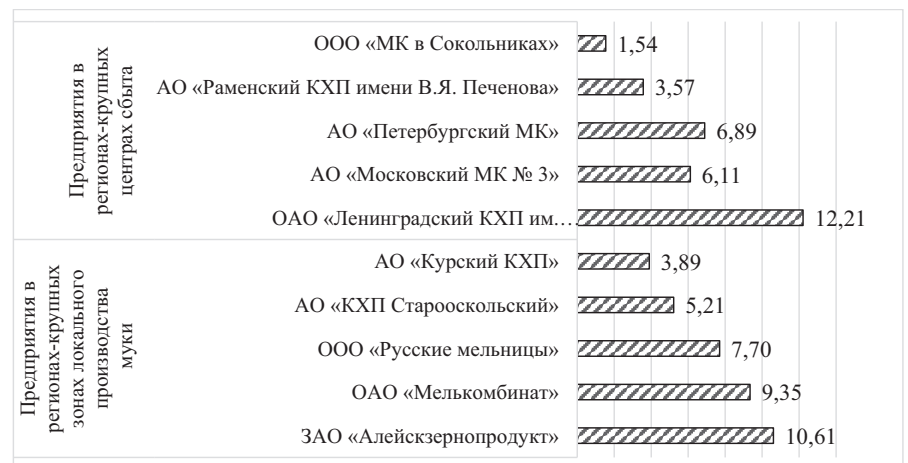 Предприятия в
регионах-крупных
центрах сбыта
ООО «МК в Сокольниках» 1,54
АО «Раменский КХП имени В.Я. Печенова» 3,57
АО «Петербургский МК» 6,89
АО «Московский МК № 3» 6,11
ОАО «Ленинградский КХП им.… 12,21
Предприятия в
регионах-крупных
зонах локального
производства
муки
АО «Курский КХП» 3,89
АО «КХП Старооскольский» 5,21
ООО «Русские мельницы» 7,70
ОАО «Мелькомбинат» 9,35
ЗАО «Алейскзернопродукт» 10,61